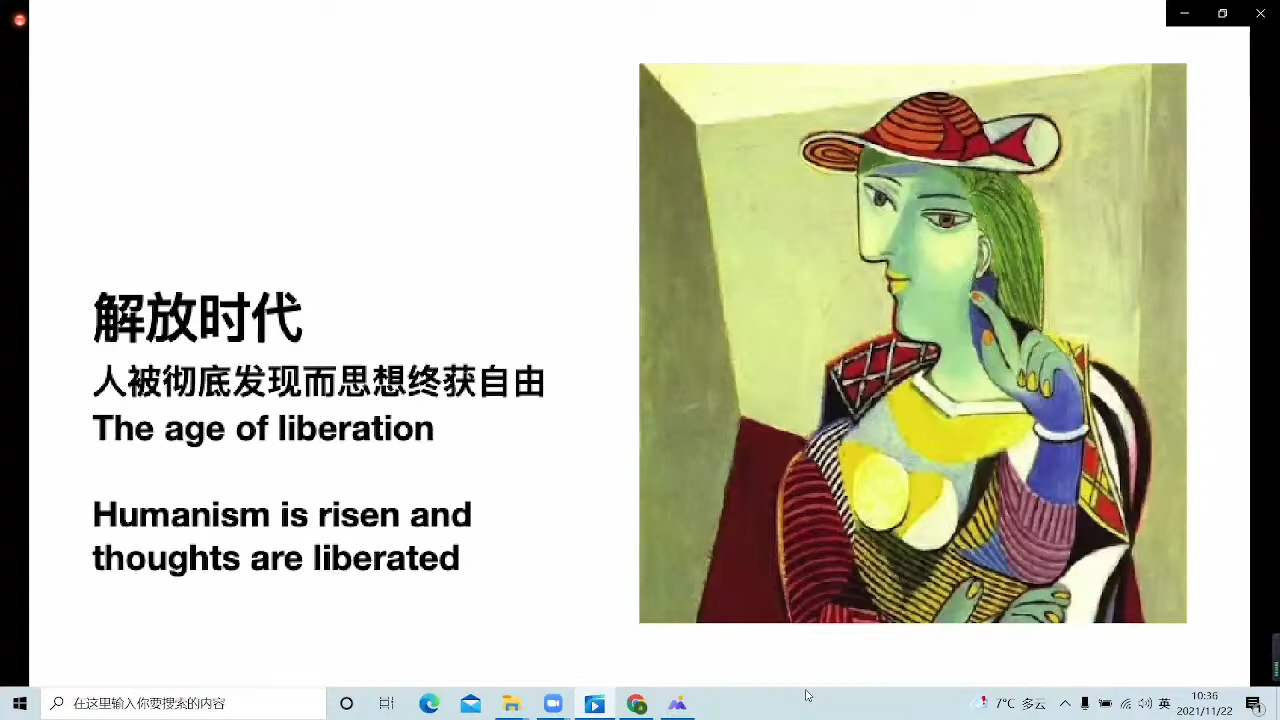 解放时代
人被彻底发现而思想终获自由
The age of liberation
Humanism is risen and
thoughts are liberated
在这里输入你要搜索的内容
7°C 多云
英
10:36
2021/11/22
1